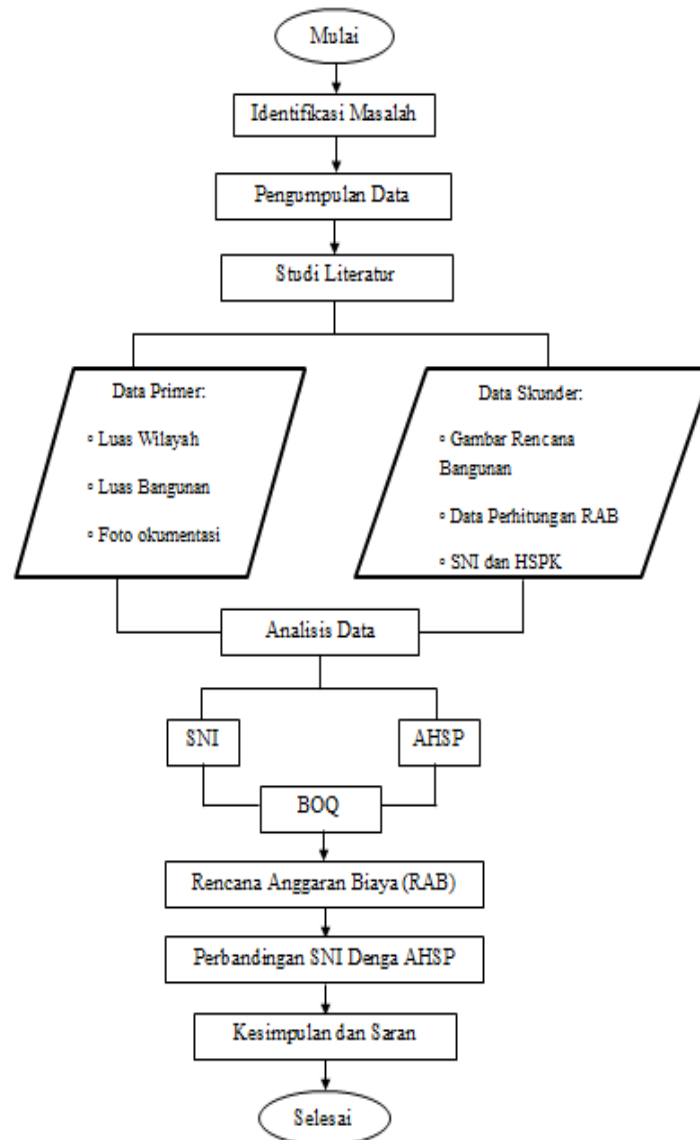 Mulai
Identifikasi Masalah
Pengumpulan Data
Studi Literatur
Data Primer:
▫ Luas Wilayah
▫ Luas Bangunan
▫ Foto okumentasi
Data Skunder:
▫ Gambar Rencana
Bangunan
▫ Data Perhitungan RAB
▫ SNI dan HSPK
Analisis Data
SNI
AHSP
BOQ
Rencana Anggaran Biaya (RAB)
Perbandingan SNI Denga AHSP
Kesimpulan dan Saran
Selesai